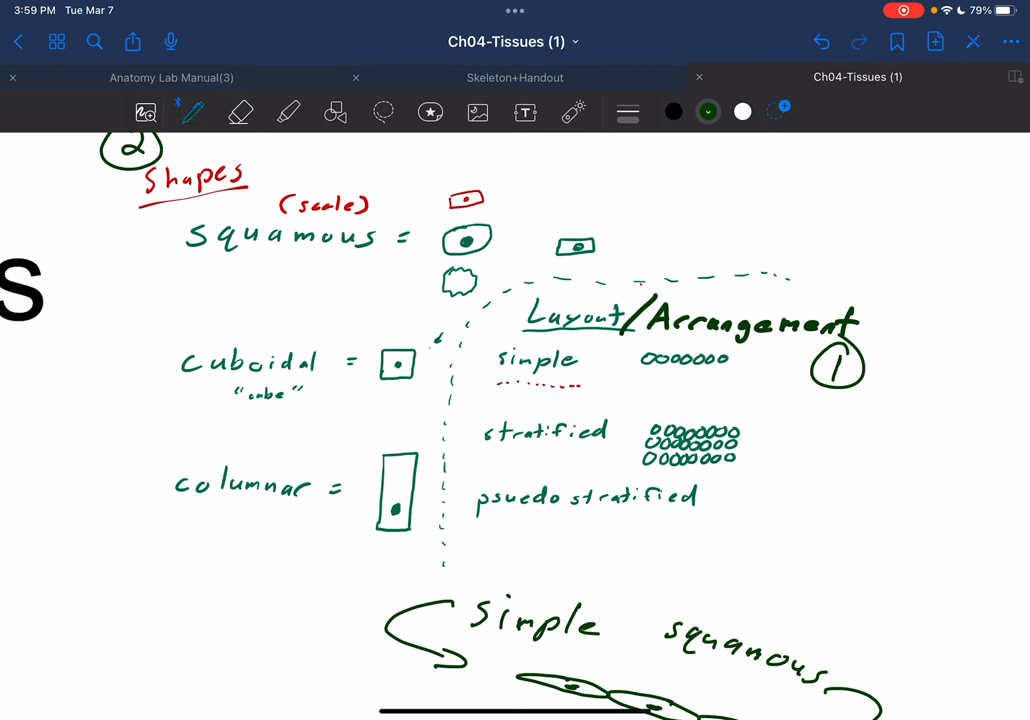 3:59 PM Tue Mar 7
79%
Ch04-Tissues (1)
Anatomy Lab Manual(3)
Skeleton+Handout
Ch04-Tissues (1)
2
Shapes
(scale)
squamous =
s
Layout/Arrangement
1
cuboidal =
"cube"
simple
stratified
columnar =
psuedo stratified
simple squamous